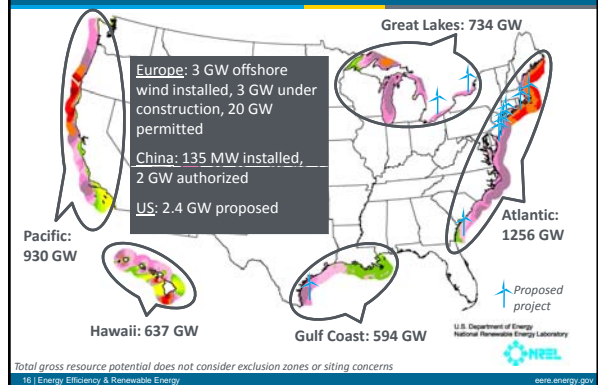 Great Lakes: 734 GW
Europe: 3 GW offshore
wind installed, 3 GW under
construction, 20 GW
permitted
China: 135 MW installed,
2 GW authorized
US: 2.4 GW proposed
Pacific:
930 GW
Atlantic:
1256 GW
Proposed
project
Hawaii: 637 GW
Gulf Coast: 594 GW
U.S. Department of Energy
National Renewable Energy Laboratory
NREL
Total gross resource potential does not consider exclusion zones or siting concerns
16 | Energy Efficiency & Renewable Energy
eere.energy.gov